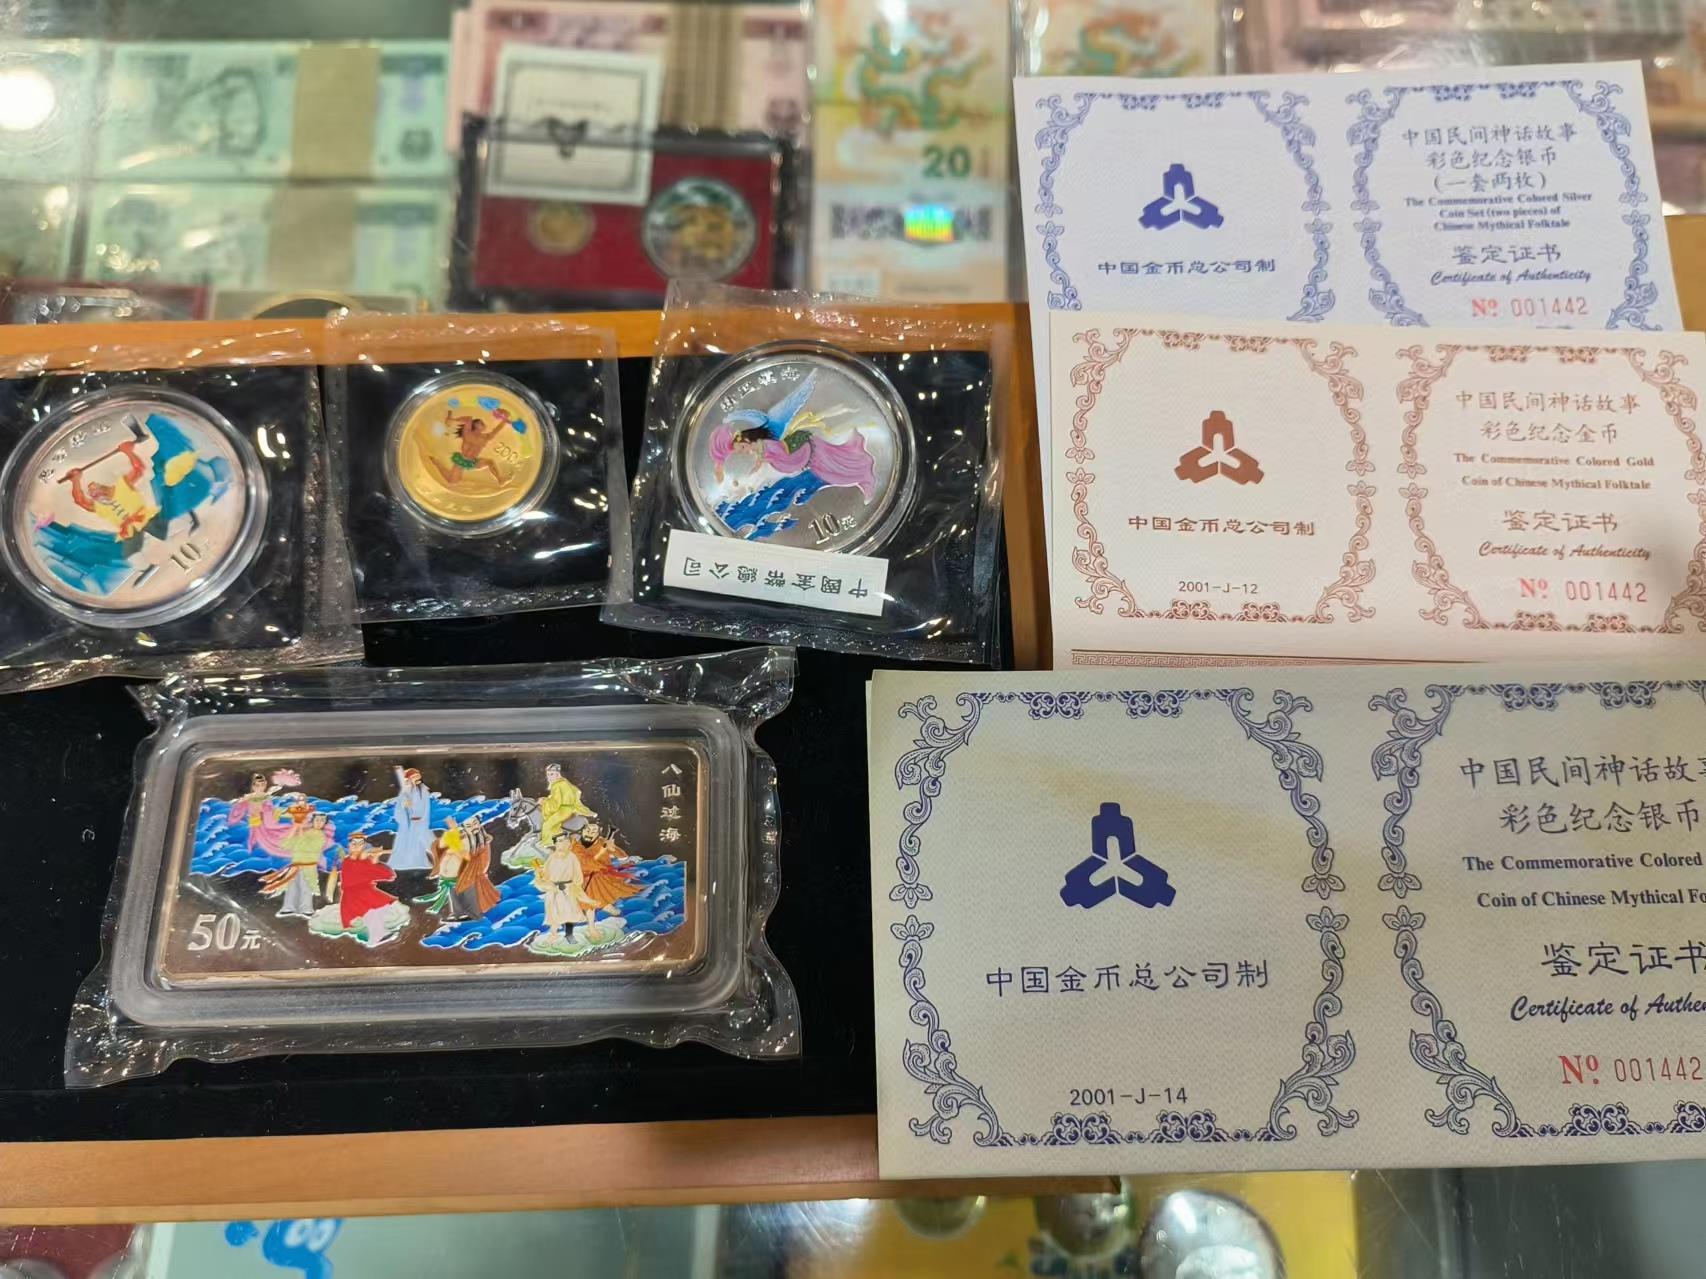 20
中国金币总公司制
中国民间神话故事
彩色纪念银币
(一套两枚)
The Commemorative Colored Silver
Coin Set (two pieces) of
Chinese Mythical Folktale
鉴定证书
Certificate of Authenticity
Nº 001442
中国金币总公司制
2001-J-12
中国民间神话故事
彩色纪念金币
The Commemorative Colored Gold
Coin of Chinese Mythical Folktale
鉴定证书
Certificate of Authenticity
Nº 001442
10元
200元
10元
中國金幣總公司
八仙过海
50元
中国金币总公司制
2001-J-14
中国民间神话故
彩色纪念银币
The Commemorative Colored
Coin of Chinese Mythical Fo
鉴定证书
Certificate of Authen
Nº 001442